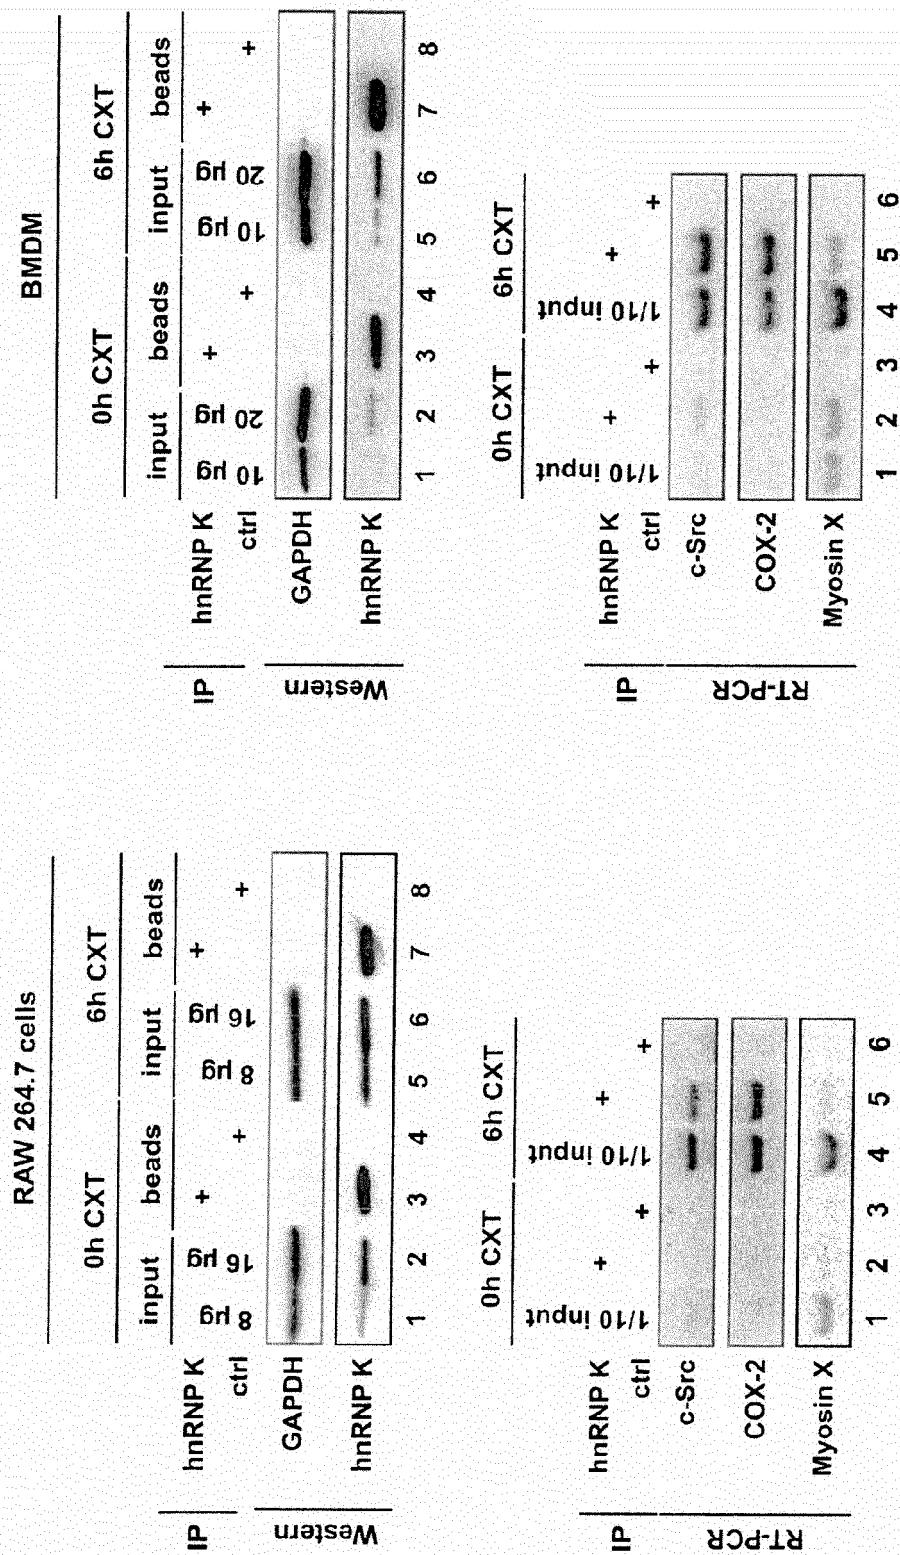 RAW 264.7 cells
0h CXT 6h CXT
input beads input beads
IP hnRNP K 8 µg 16 µg + 8 µg 16 µg +
ctrl + +
Western GAPDH
hnRNP K
1 2 3 4 5 6 7 8
0h CXT 6h CXT
IP hnRNP K 1/10 input + 1/10 input +
ctrl + +
RT-PCR c-Src
COX-2
Myosin X
1 2 3 4 5 6
BMDM
0h CXT 6h CXT
input beads input beads
IP hnRNP K 10 µg 20 µg + 10 µg 20 µg +
ctrl + +
Western GAPDH
hnRNP K
1 2 3 4 5 6 7 8
0h CXT 6h CXT
IP hnRNP K 1/10 input + 1/10 input +
ctrl + +
RT-PCR c-Src
COX-2
Myosin X
1 2 3 4 5 6